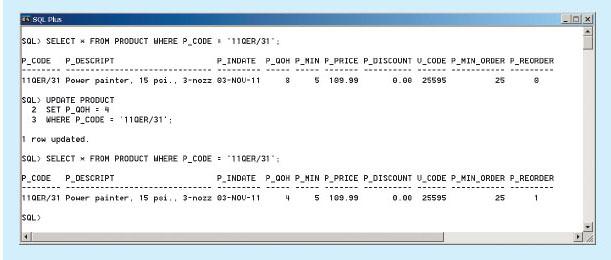 SQL Plus
SQL> SELECT * FROM PRODUCT WHERE P_CODE = '11QER/31';
P_CODE P_DESCRIPT P_INDATE P_QOH P_MIN P_PRICE P_DISCOUNT V_CODE P_MIN_ORDER P_REORDER
11QER/31 Power painter, 15 psi., 3-nozz 03-NOV-11 8 5 109.99 0.00 25595 25 0
SQL> UPDATE PRODUCT
2 SET P_QOH = 4
3 WHERE P_CODE = '11QER/31';
1 row updated.
SQL> SELECT * FROM PRODUCT WHERE P_CODE = '11QER/31';
P_CODE P_DESCRIPT P_INDATE P_QOH P_MIN P_PRICE P_DISCOUNT V_CODE P_MIN_ORDER P_REORDER
11QER/31 Power painter, 15 psi., 3-nozz 03-NOV-11 4 5 109.99 0.00 25595 25 1
SQL>